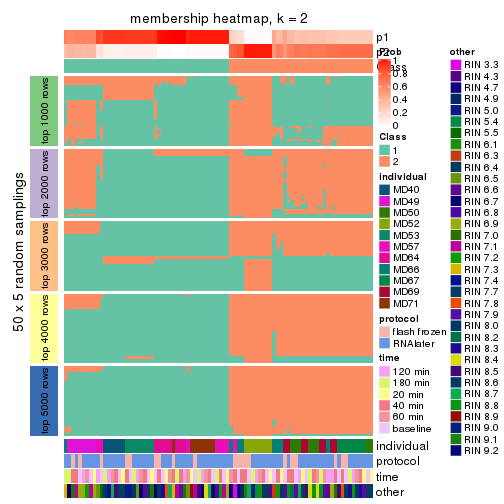 membership heatmap, k = 2
50 x 5 random samplings
top 1000 rows
top 2000 rows
top 3000 rows
top 4000 rows
top 5000 rows
p1
p2
Class
individual
protocol
time
other
Prob
1
0.8
0.6
0.4
0.2
0
Class
1
2
individual
MD40
MD49
MD50
MD52
MD53
MD57
MD64
MD66
MD67
MD69
MD71
protocol
flash frozen
RNAlater
time
120 min
180 min
20 min
40 min
60 min
baseline
other
RIN 3.3
RIN 4.3
RIN 4.7
RIN 4.9
RIN 5.0
RIN 5.4
RIN 5.5
RIN 6.1
RIN 6.3
RIN 6.4
RIN 6.5
RIN 6.6
RIN 6.7
RIN 6.8
RIN 6.9
RIN 7.0
RIN 7.1
RIN 7.2
RIN 7.3
RIN 7.4
RIN 7.7
RIN 7.8
RIN 7.9
RIN 8.0
RIN 8.2
RIN 8.3
RIN 8.4
RIN 8.5
RIN 8.6
RIN 8.7
RIN 8.8
RIN 8.9
RIN 9.0
RIN 9.1
RIN 9.2